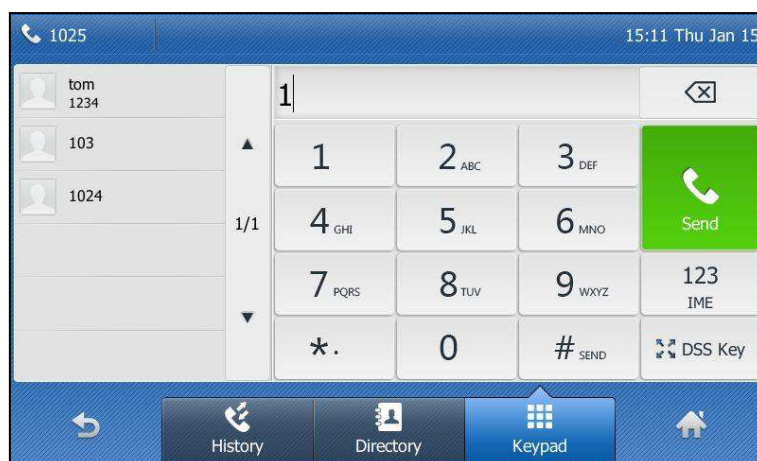 1025
15:11 Thu Jan 15
tom
1234
103
1024
1/1
1
1
2 ABC
3 DEF
Send
4 GHI
5 JKL
6 MNO
7 PQRS
8 TUV
9 WXYZ
123
IME
*.
0
# SEND
DSS Key
History
Directory
Keypad